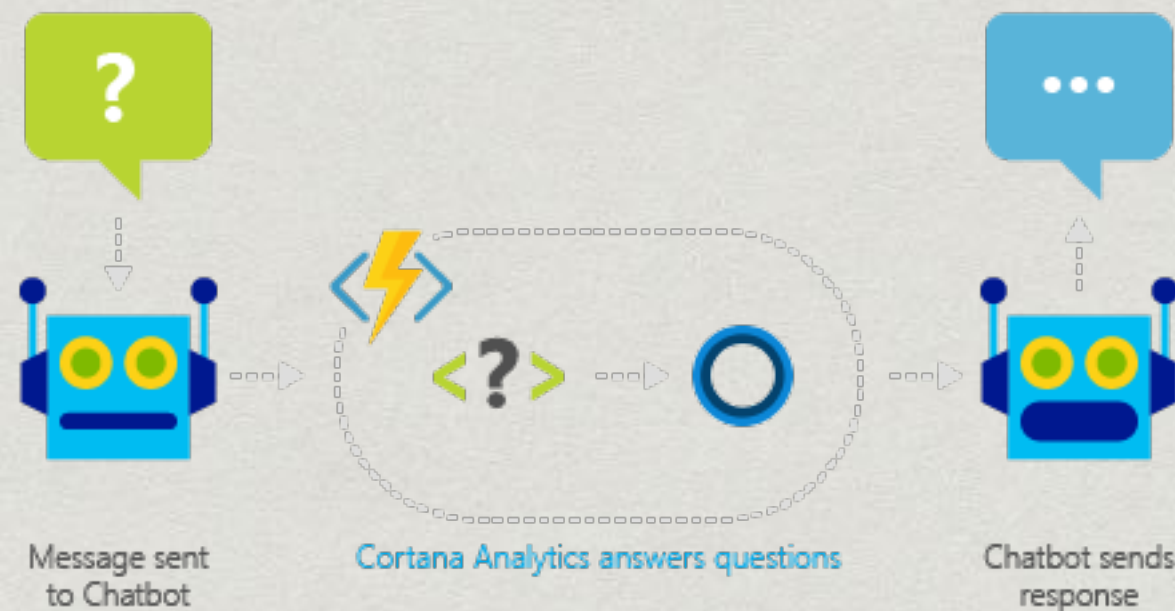 ?
...
<?>
Message sent
to Chatbot
Cortana Analytics answers questions
Chatbot sends
response